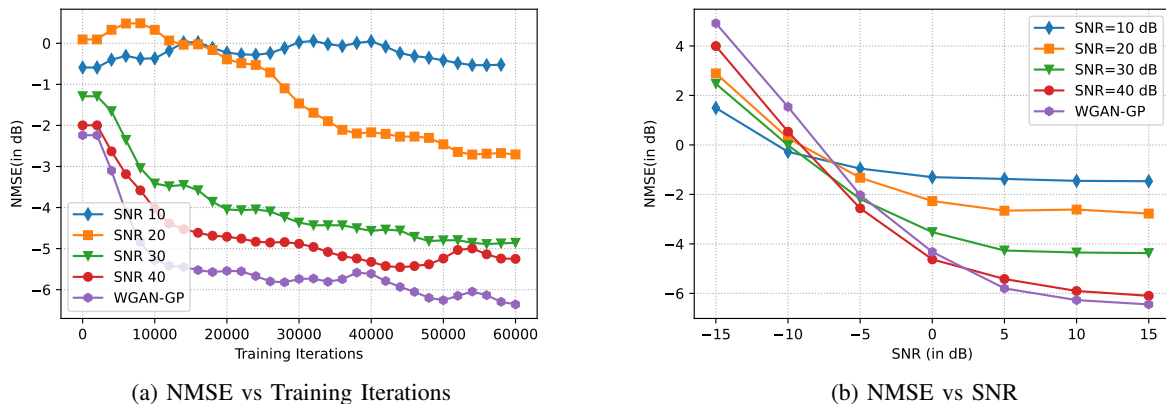 0
−1
−2
−3
−4
−5
−6
NMSE(in dB)
SNR 10
SNR 20
SNR 30
SNR 40
WGAN-GP
0 10000 20000 30000 40000 50000 60000
Training Iterations
(a) NMSE vs Training Iterations
4
2
0
−2
−4
−6
NMSE(in dB)
SNR=10 dB
SNR=20 dB
SNR=30 dB
SNR=40 dB
WGAN-GP
−15 −10 −5 0 5 10 15
SNR (in dB)
(b) NMSE vs SNR